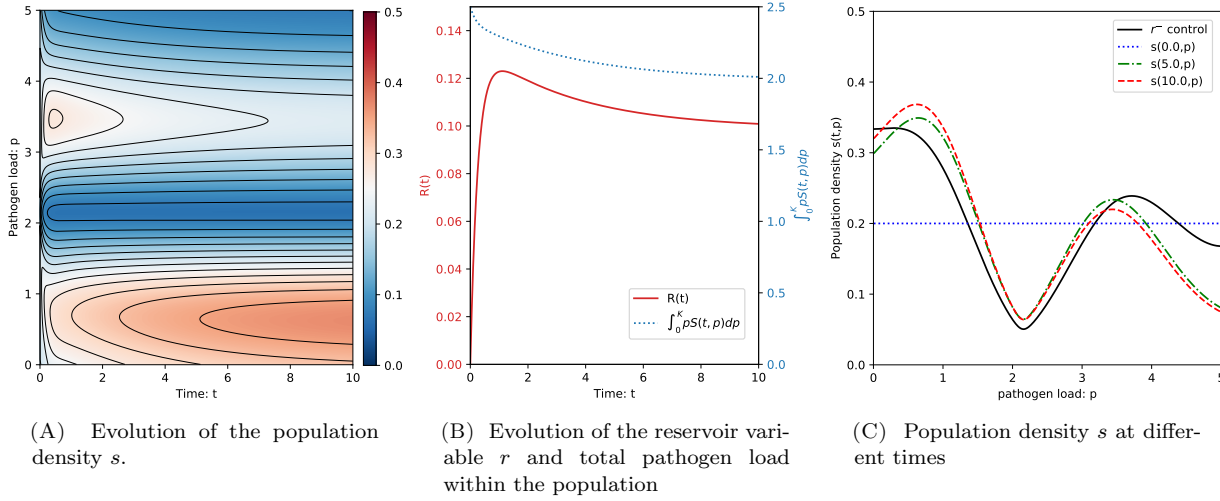 5
4
3
2
1
0
Pathogen load: p
0 2 4 6 8 10
Time: t
0.5
0.4
0.3
0.2
0.1
0.0
0.14
0.12
0.10
0.08
0.06
0.04
0.02
0.00
R(t)
0 2 4 6 8 10
Time: t
R(t)
∫₀ᴷ pS(t, p)dp
2.5
2.0
1.5
1.0
0.5
0.0
∫₀ᴷ pS(t, p)dp
0.5
0.4
0.3
0.2
0.1
0.0
Population density s(t,p)
0 1 2 3 4 5
pathogen load: p
r⁻ control
s(0.0,p)
s(5.0,p)
s(10.0,p)
(A) Evolution of the population
density s.
(B) Evolution of the reservoir vari-
able r and total pathogen load
within the population
(C) Population density s at differ-
ent times